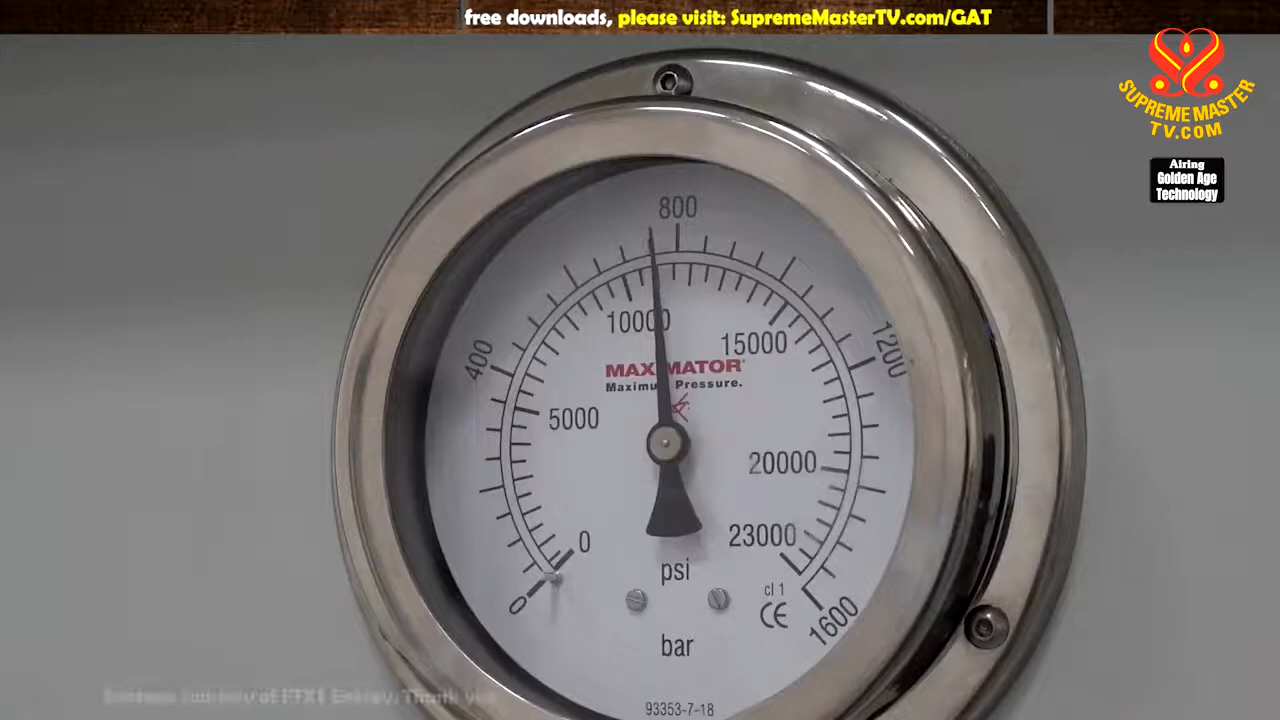 free downloads, please visit: SupremeMasterTV.com/GAT
SUPREME MASTER
TV.COM
Airing
Golden Age
Technology
800
400
1200
10000
15000
MAXIMATOR®
Maximum Pressure.
5000
20000
0
23000
0
psi
cl 1
CE
1600
bar
93353-7-18